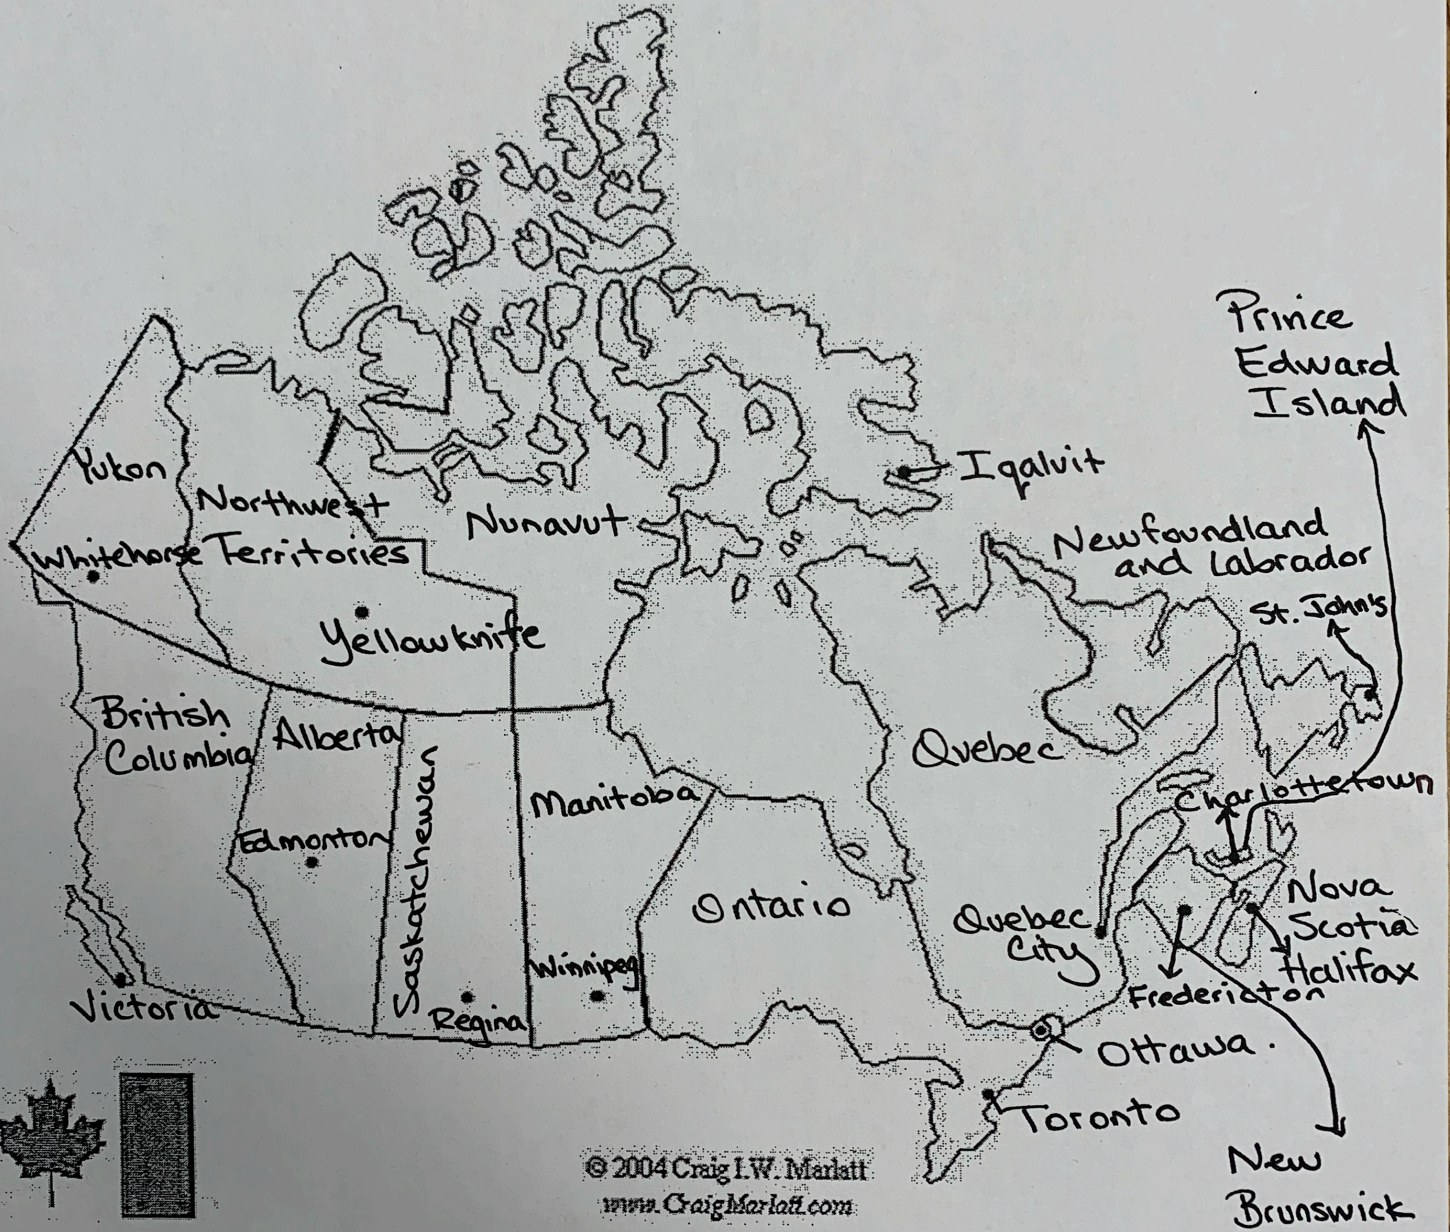 Prince
Edward
Island
Yukon
Iqaluit
Northwest
Territories
Nunavut
Newfoundland
and Labrador
Whitehorse
St. John's
Yellowknife
British
Columbia
Alberta
Saskatchewan
Quebec
Manitoba
Charlottetown
Edmonton
Ontario
Nova
Scotia
Quebec
City
Halifax
Winnipeg
Victoria
Regina
Fredericton
Ottawa.
Toronto
New
Brunswick
© 2004 Craig I.W. Marlatt
www.CraigMarlatt.com